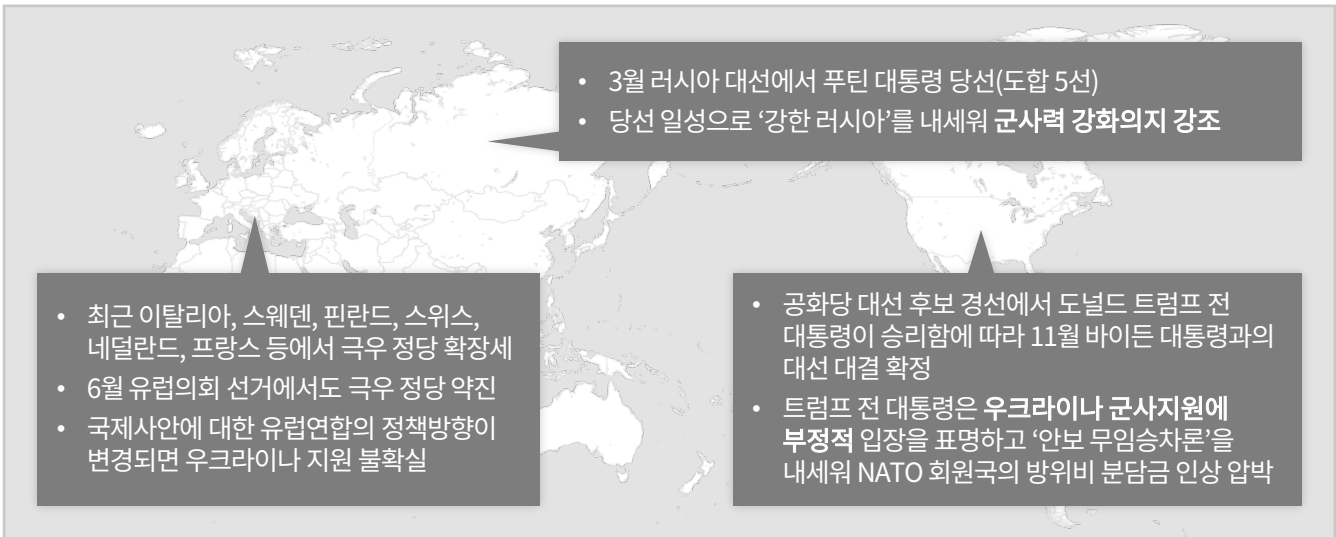 • 3월 러시아 대선에서 푸틴 대통령 당선(도합 5선)
• 당선 일성으로 ‘강한 러시아’를 내세워 군사력 강화의지 강조
• 최근 이탈리아, 스웨덴, 핀란드, 스위스,
네덜란드, 프랑스 등에서 극우 정당 확장세
• 6월 유럽의회 선거에서도 극우 정당 약진
• 국제사안에 대한 유럽연합의 정책방향이
변경되면 우크라이나 지원 불확실
• 공화당 대선 후보 경선에서 도널드 트럼프 전
대통령이 승리함에 따라 11월 바이든 대통령과의
대선 대결 확정
• 트럼프 전 대통령은 우크라이나 군사지원에
부정적 입장을 표명하고 ‘안보 무임승차론’을
내세워 NATO 회원국의 방위비 분담금 인상 압박